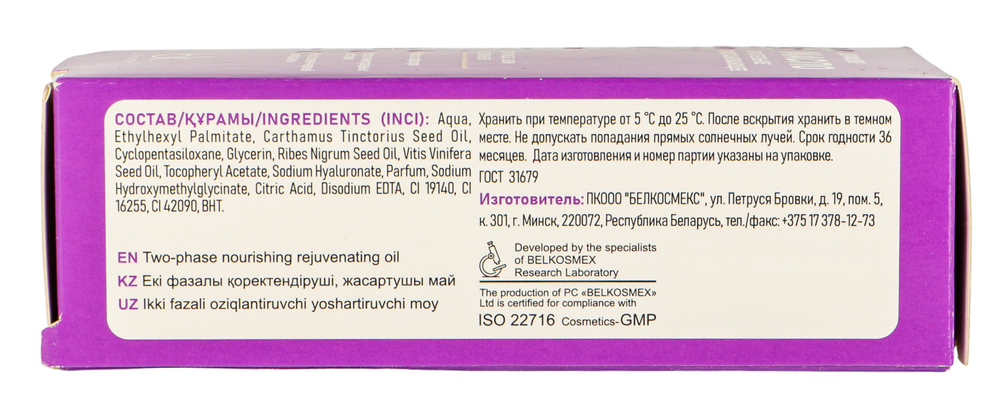 СОСТАВ/ҚҰРАМЫ/INGREDIENTS (INCI): Aqua,
Ethylhexyl Palmitate, Carthamus Tinctorius Seed Oil,
Cyclopentasiloxane, Glycerin, Ribes Nigrum Seed Oil, Vitis Vinifera
Seed Oil, Tocopheryl Acetate, Sodium Hyaluronate, Parfum, Sodium
Hydroxymethylglycinate, Citric Acid, Disodium EDTA, CI 19140, CI
16255, CI 42090, BHT.
EN Two-phase nourishing rejuvenating oil
KZ Екі фазалы қоректендіруші, жасартушы май
UZ Ikki fazali oziqlantiruvchi yoshartiruvchi moy
Хранить при температуре от 5 °С до 25 °С. После вскрытия хранить в темном
месте. Не допускать попадания прямых солнечных лучей. Срок годности 36
месяцев. Дата изготовления и номер партии указаны на упаковке.
ГОСТ 31679
Изготовитель: ПКООО "БЕЛКОСМЕКС", ул. Петруся Бровки, д. 19, пом. 5,
к. 301, г. Минск, 220072, Республика Беларусь, тел./факс: +375 17 378-12-73
Developed by the specialists
of BELKOSMEX
Research Laboratory
The production of PC «BELKOSMEX»
Ltd is certified for compliance with
ISO 22716 Cosmetics-GMP